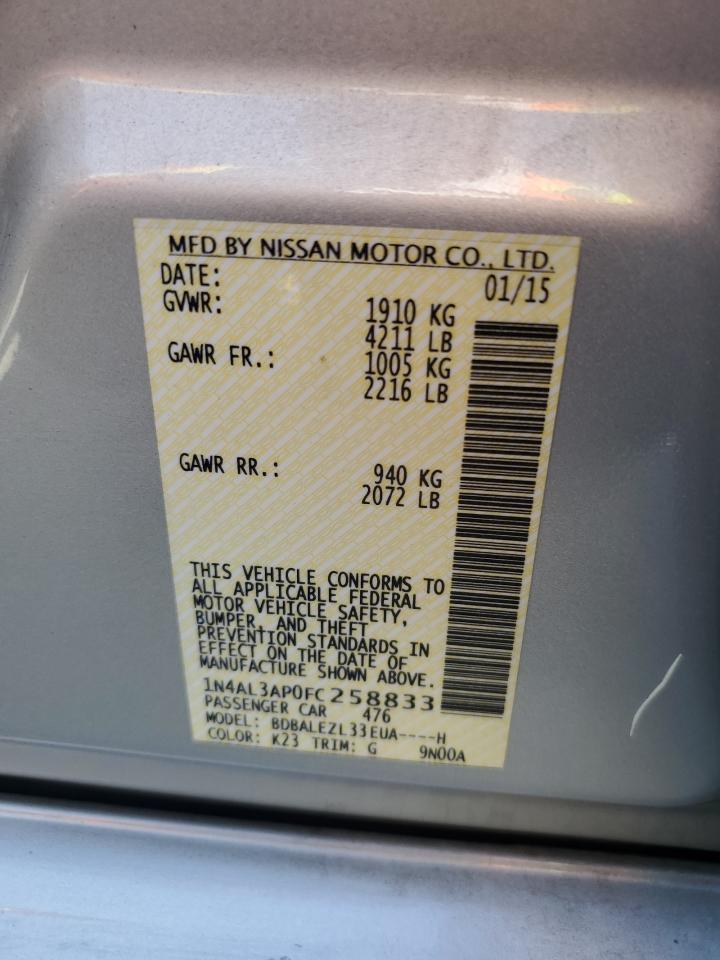 MFD BY NISSAN MOTOR CO., LTD.
DATE: 01/15
GVWR: 1910 KG
4211 LB
GAWR FR.: 1005 KG
2216 LB
GAWR RR.: 940 KG
2072 LB
THIS VEHICLE CONFORMS TO
ALL APPLICABLE FEDERAL
MOTOR VEHICLE SAFETY,
BUMPER, AND THEFT
PREVENTION STANDARDS IN
EFFECT ON THE DATE OF
MANUFACTURE SHOWN ABOVE.
1N4AL3AP0FC258833
PASSENGER CAR 476
MODEL: BDBALEZL33EUA----H
COLOR: K23 TRIM: G 9N00A